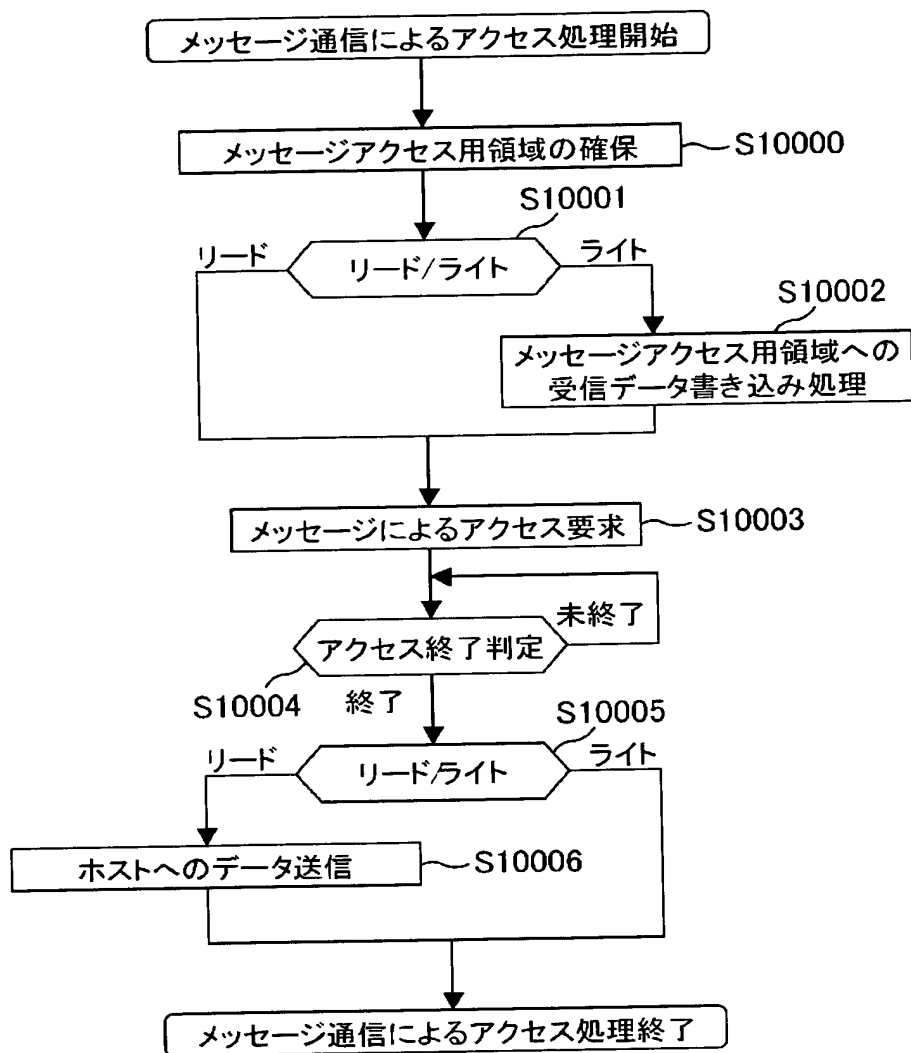 メッセージ通信によるアクセス処理開始
メッセージアクセス用領域の確保
S10000
S10001
リード
リード/ライト
ライト
S10002
メッセージアクセス用領域への
受信データ書き込み処理
メッセージによるアクセス要求
S10003
未終了
アクセス終了判定
S10004
終了
S10005
リード
リード/ライト
ライト
ホストへのデータ送信
S10006
メッセージ通信によるアクセス処理終了